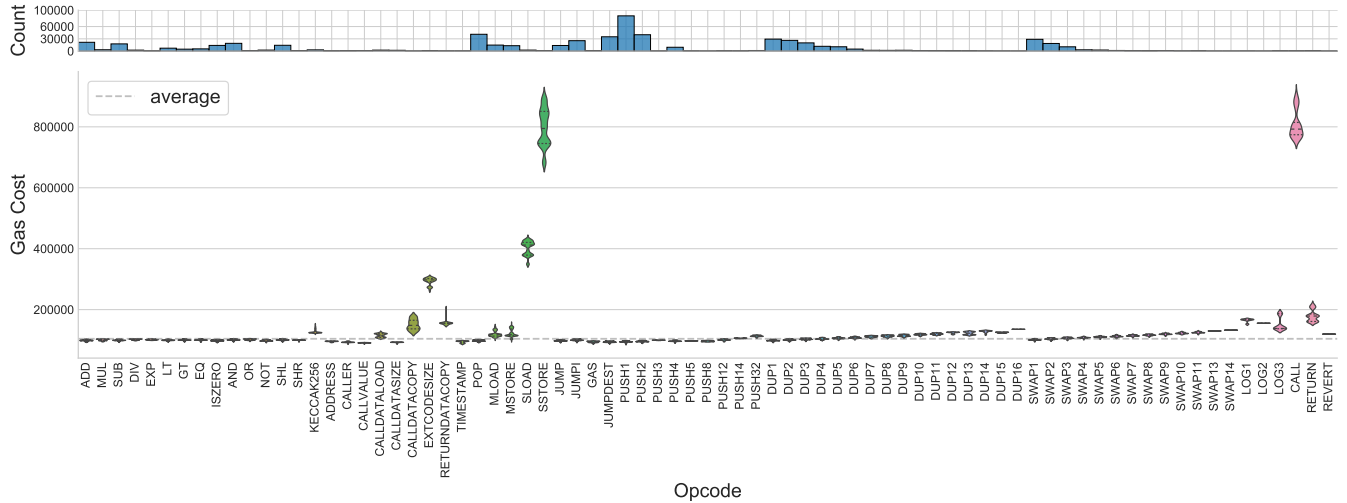 Count
100000
60000
30000
0
average
Gas Cost
800000
600000
400000
200000
ADD
MUL
SUB
DIV
EXP
LT
GT
EQ
ISZERO
AND
OR
NOT
SHL
SHR
KECCAK256
ADDRESS
CALLER
CALLVALUE
CALLDATALOAD
CALLDATASIZE
CALLDATACOPY
EXTCODESIZE
RETURNDATACOPY
TIMESTAMP
POP
MLOAD
MSTORE
SLOAD
SSTORE
JUMP
JUMPI
GAS
JUMPDEST
PUSH1
PUSH2
PUSH3
PUSH4
PUSH5
PUSH8
PUSH12
PUSH14
PUSH32
DUP1
DUP2
DUP3
DUP4
DUP5
DUP6
DUP7
DUP8
DUP9
DUP10
DUP11
DUP12
DUP13
DUP14
DUP15
DUP16
SWAP1
SWAP2
SWAP3
SWAP4
SWAP5
SWAP6
SWAP7
SWAP8
SWAP9
SWAP10
SWAP11
SWAP13
SWAP14
LOG1
LOG2
LOG3
CALL
RETURN
REVERT
Opcode